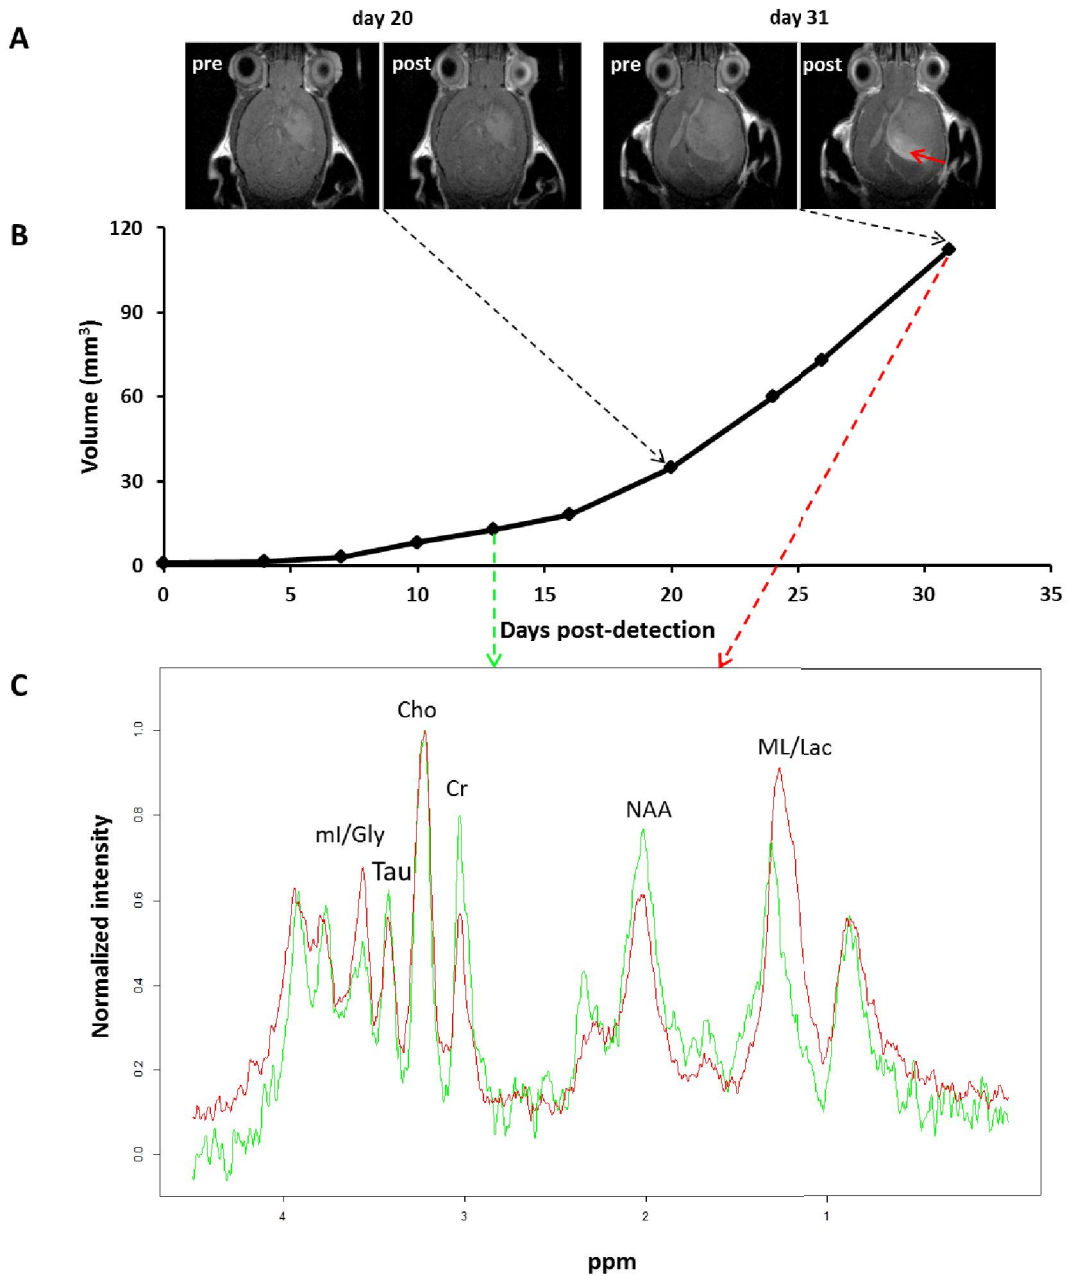 day 20
day 31
A
pre
post
pre
post
B
120
90
60
30
0
Volume (mm³)
0
5
10
15
20
25
30
35
Days post-detection
C
Cho
ML/Lac
Cr
NAA
mI/Gly
Tau
1.0
0.8
0.6
0.4
0.2
0.0
Normalized intensity
4
3
2
1
ppm